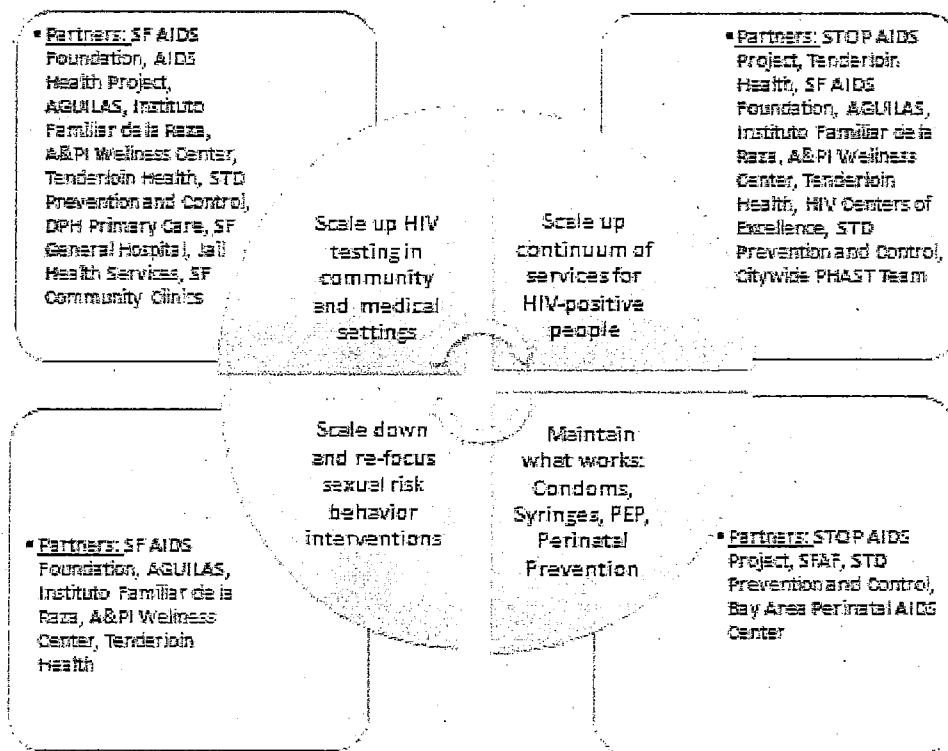 ▪ Partners: SF AIDS
Foundation, AIDS
Health Project,
AGUILAS, Instituto
Familiar de la Raza,
A&PI Wellness Center,
Tenderloin Health, STD
Prevention and Control,
DPH Primary Care, SF
General Hospital, Jail
Health Services, SF
Community Clinics
Scale up HIV
testing in
community
and medical
settings
Scale up
continuum of
services for
HIV-positive
people
▪ Partners: STOP AIDS
Project, Tenderloin
Health, SF AIDS
Foundation, AGUILAS,
Instituto Familiar de la
Raza, A&PI Wellness
Center, Tenderloin
Health, HIV Centers of
Excellence, STD
Prevention and Control,
Citywide PHAST Team
▪ Partners: SF AIDS
Foundation, AGUILAS,
Instituto Familiar de la
Raza, A&PI Wellness
Center, Tenderloin
Health
Scale down
and re-focus
sexual risk
behavior
interventions
Maintain
what works:
Condoms,
Syringes, PEP,
Perinatal
Prevention
▪ Partners: STOP AIDS
Project, SFAF, STD
Prevention and Control,
Bay Area Perinatal AIDS
Center